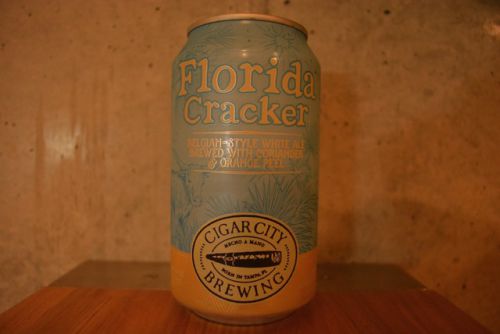 Florida
Cracker
BELGIAN-STYLE WHITE ALE
BREWED WITH CORIANDER
& ORANGE PEEL
CIGAR CITY
HECHO A MANO
BREWING